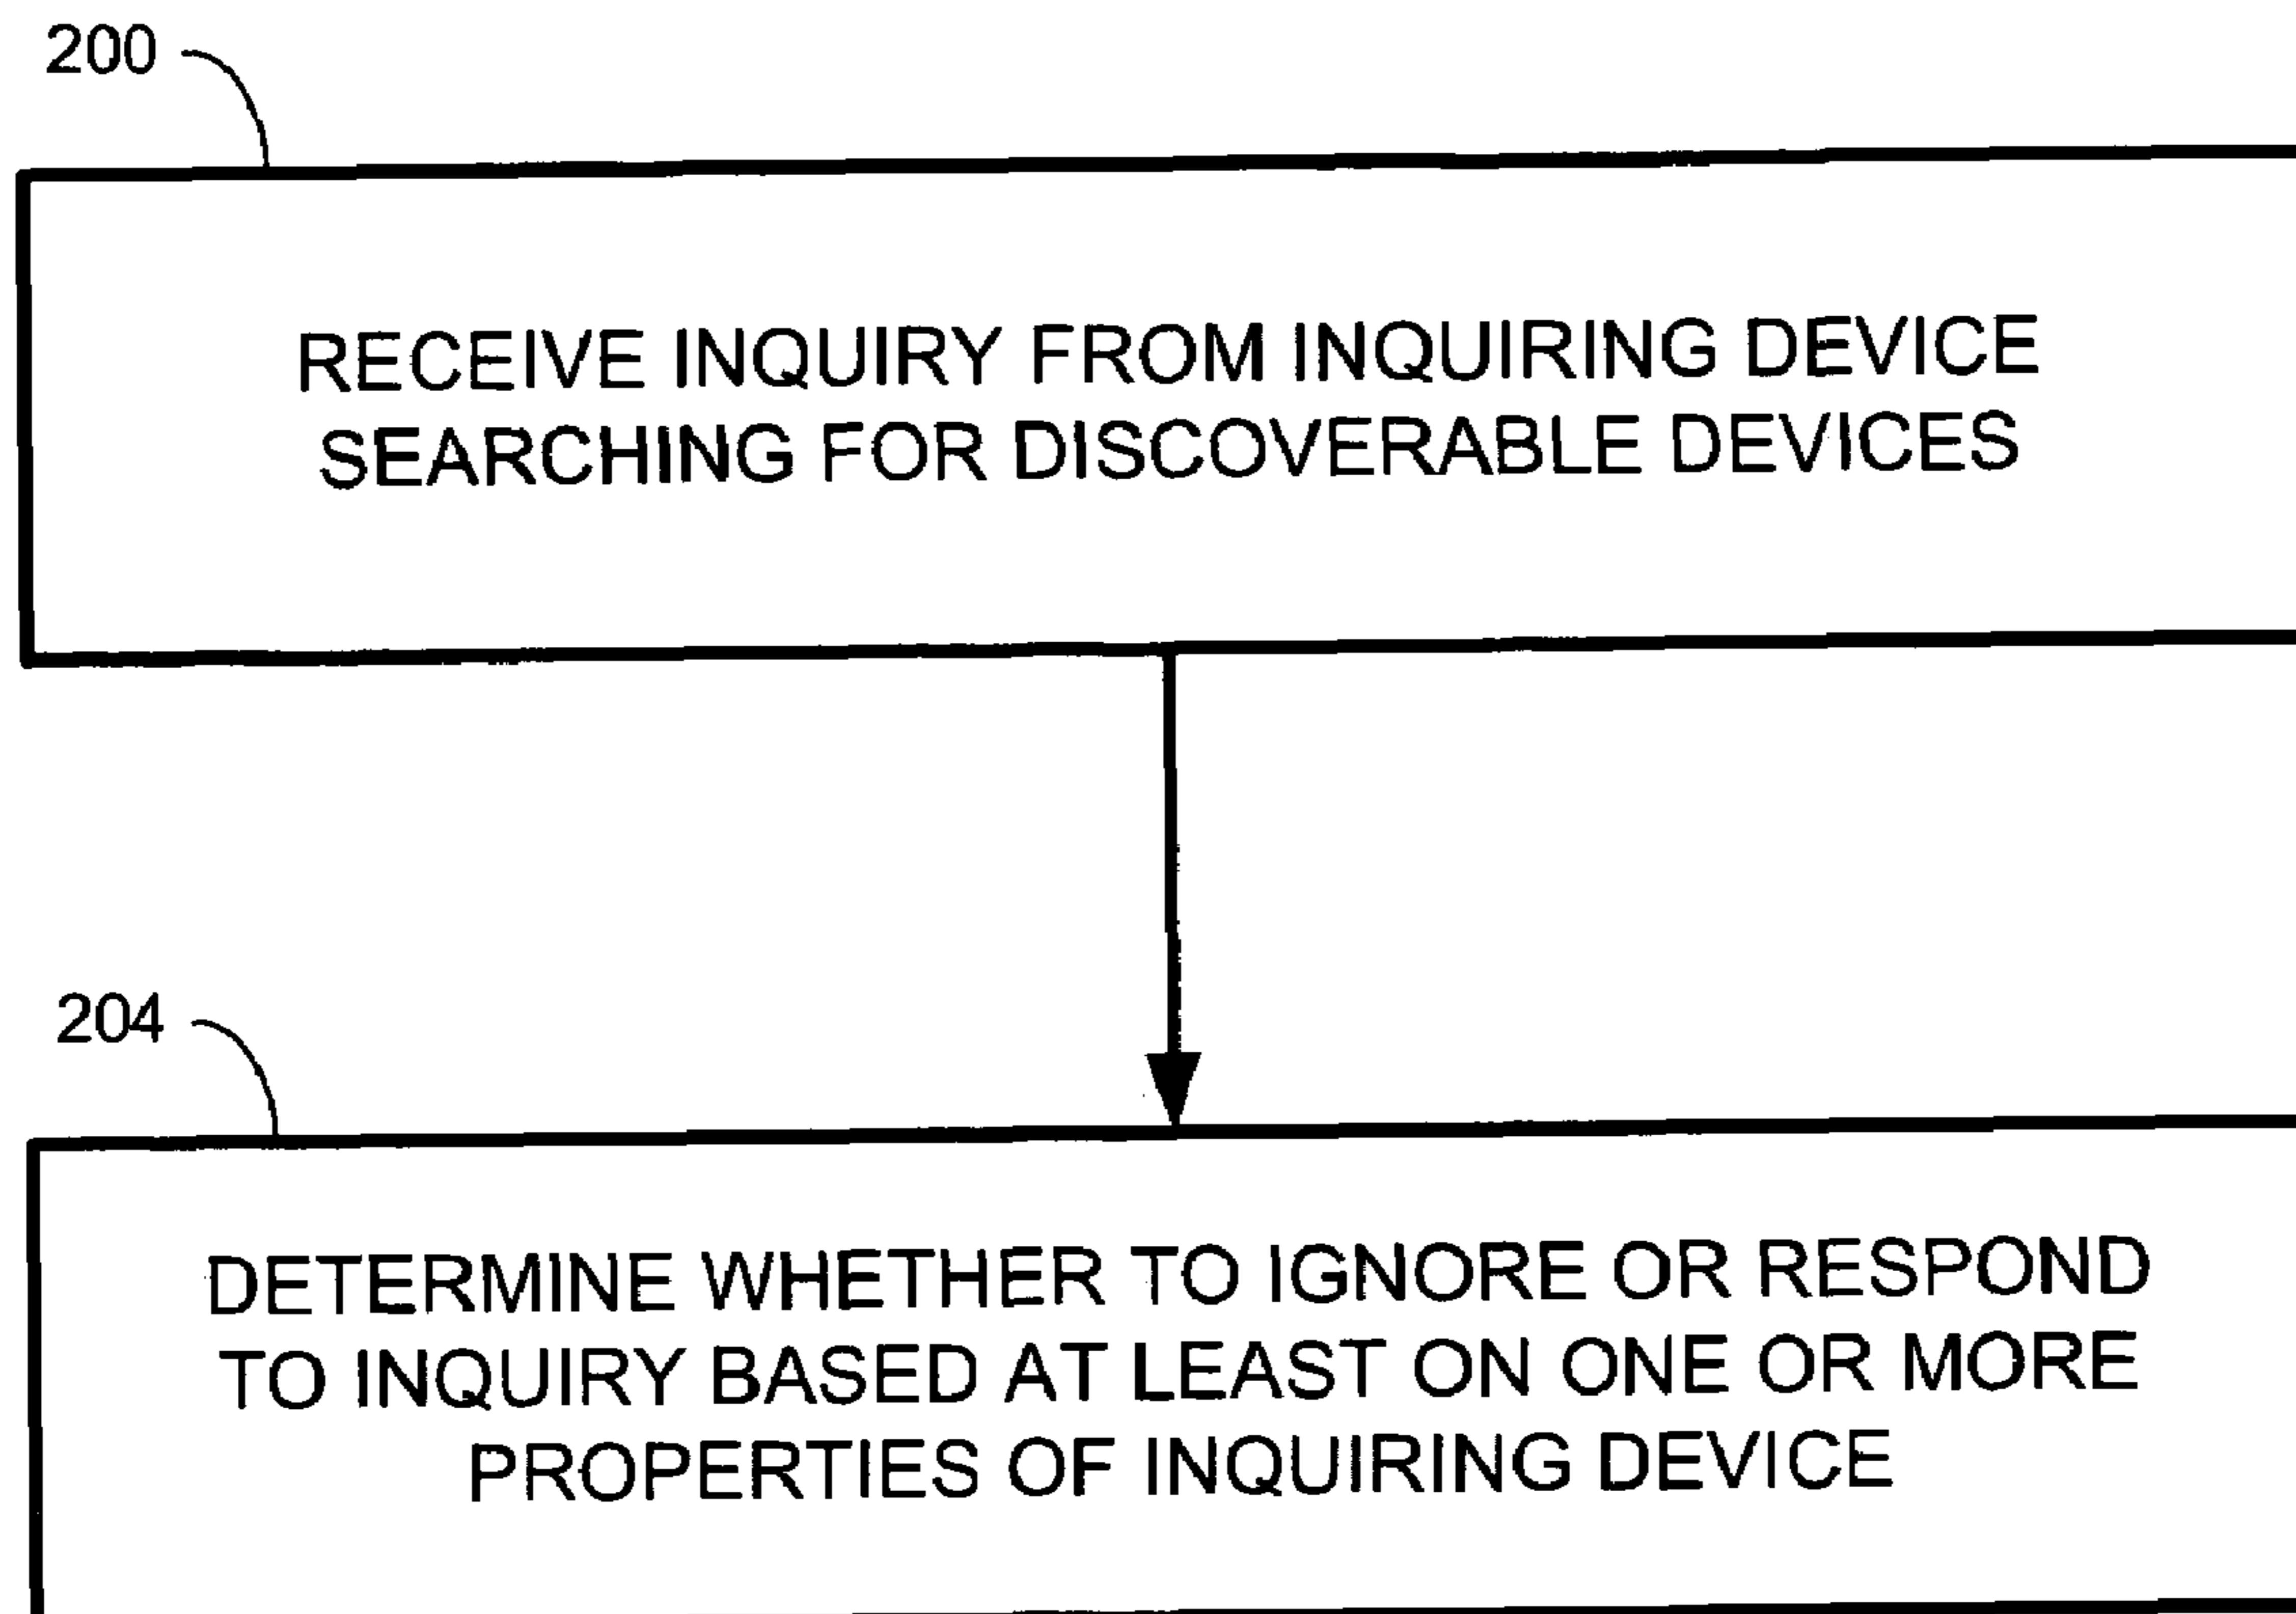 200
RECEIVE INQUIRY FROM INQUIRING DEVICE
SEARCHING FOR DISCOVERABLE DEVICES
204
DETERMINE WHETHER TO IGNORE OR RESPOND
TO INQUIRY BASED AT LEAST ON ONE OR MORE
PROPERTIES OF INQUIRING DEVICE